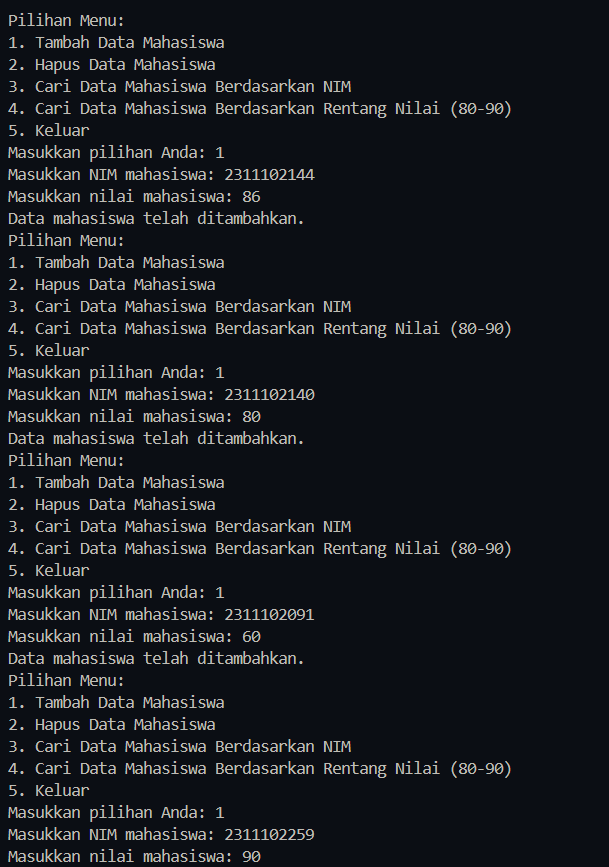 Pilihan Menu:
1. Tambah Data Mahasiswa
2. Hapus Data Mahasiswa
3. Cari Data Mahasiswa Berdasarkan NIM
4. Cari Data Mahasiswa Berdasarkan Rentang Nilai (80-90)
5. Keluar
Masukkan pilihan Anda: 1
Masukkan NIM mahasiswa: 2311102144
Masukkan nilai mahasiswa: 86
Data mahasiswa telah ditambahkan.
Pilihan Menu:
1. Tambah Data Mahasiswa
2. Hapus Data Mahasiswa
3. Cari Data Mahasiswa Berdasarkan NIM
4. Cari Data Mahasiswa Berdasarkan Rentang Nilai (80-90)
5. Keluar
Masukkan pilihan Anda: 1
Masukkan NIM mahasiswa: 2311102140
Masukkan nilai mahasiswa: 80
Data mahasiswa telah ditambahkan.
Pilihan Menu:
1. Tambah Data Mahasiswa
2. Hapus Data Mahasiswa
3. Cari Data Mahasiswa Berdasarkan NIM
4. Cari Data Mahasiswa Berdasarkan Rentang Nilai (80-90)
5. Keluar
Masukkan pilihan Anda: 1
Masukkan NIM mahasiswa: 2311102091
Masukkan nilai mahasiswa: 60
Data mahasiswa telah ditambahkan.
Pilihan Menu:
1. Tambah Data Mahasiswa
2. Hapus Data Mahasiswa
3. Cari Data Mahasiswa Berdasarkan NIM
4. Cari Data Mahasiswa Berdasarkan Rentang Nilai (80-90)
5. Keluar
Masukkan pilihan Anda: 1
Masukkan NIM mahasiswa: 2311102259
Masukkan nilai mahasiswa: 90